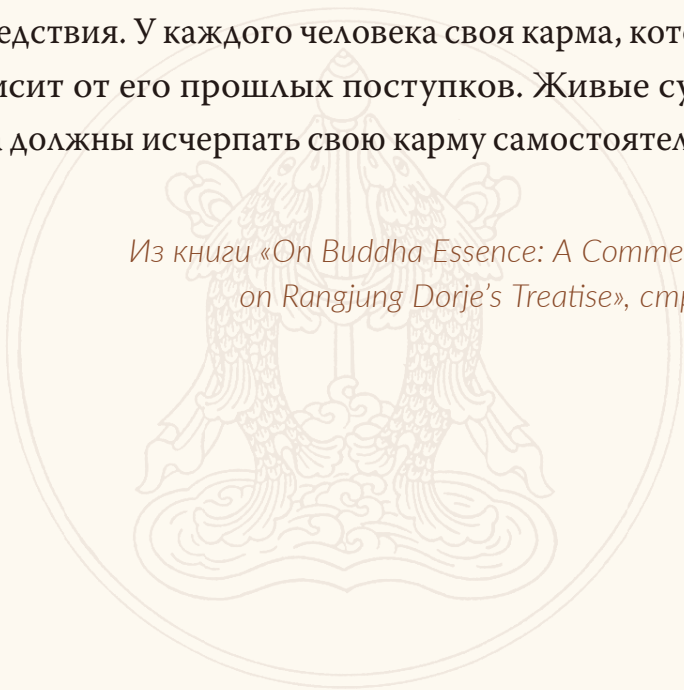 едствия. У каждого человека своя карма, кот
исит от его прошлых поступков. Живые су
должны исчерпать свою карму самостоятел
Из книги «On Buddha Essence: A Comme
on Rangjung Dorje’s Treatise», стр